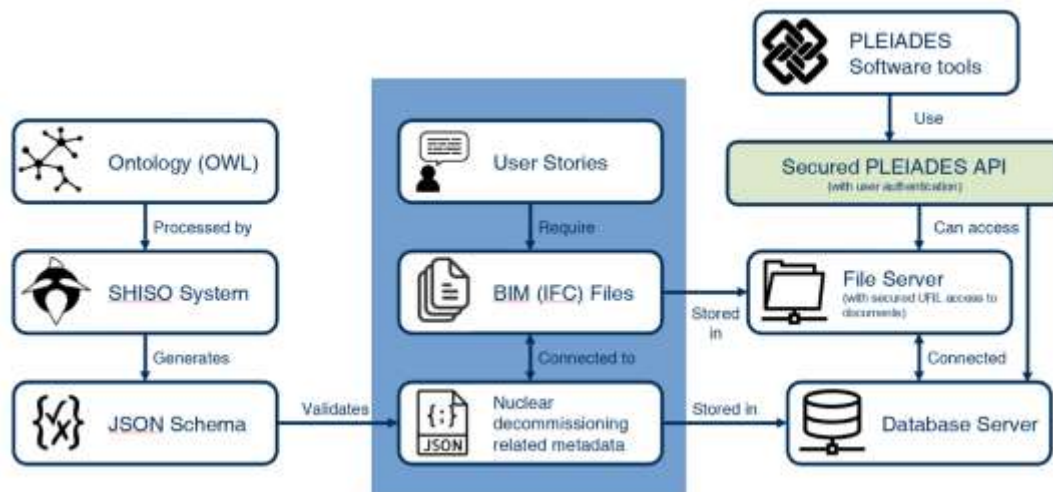 PLEIADES
Software tools
Use
Ontology (OWL)
User Stories
Secured PLEIADES API
(with user authentication)
Processed by
Require
Can access
SHISO System
BIM (IFC) Files
File Server
(with secured URL access to
documents)
Stored
in
Generates
Connected to
Connected
JSON Schema
Validates
{:}
JSON
Nuclear
decommissioning
related metadata
Stored in
Database Server